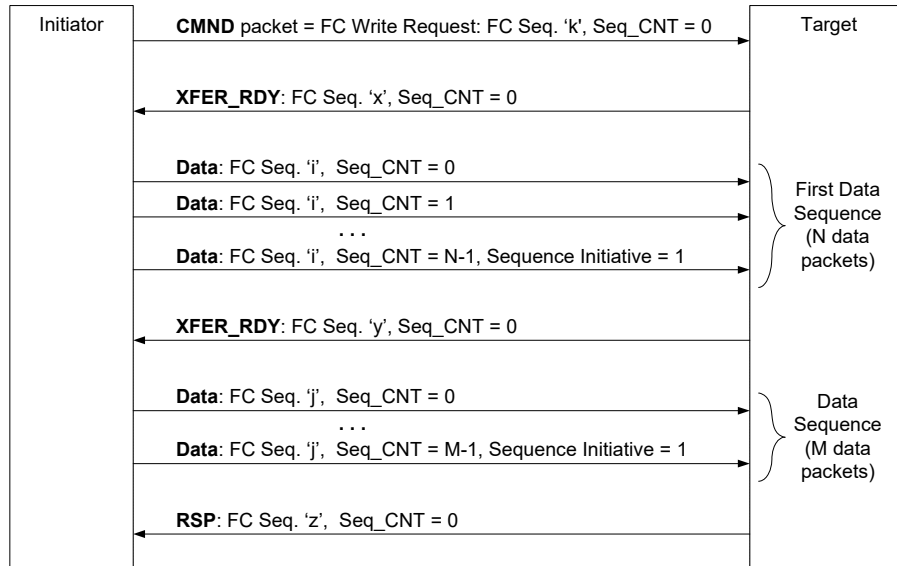 Initiator
Target
CMND packet = FC Write Request: FC Seq. ‘k', Seq_CNT = 0
XFER_RDY: FC Seq. ‘x’, Seq_CNT = 0
Data: FC Seq. ‘i’, Seq_CNT = 0
Data: FC Seq. ‘i’, Seq_CNT = 1
. . .
Data: FC Seq. ‘i’, Seq_CNT = N-1, Sequence Initiative = 1
First Data
Sequence
(N data
packets)
XFER_RDY: FC Seq. ‘y’, Seq_CNT = 0
Data: FC Seq. ‘j’, Seq_CNT = 0
. . .
Data: FC Seq. ‘j’, Seq_CNT = M-1, Sequence Initiative = 1
Data
Sequence
(M data
packets)
RSP: FC Seq. ‘z’, Seq_CNT = 0